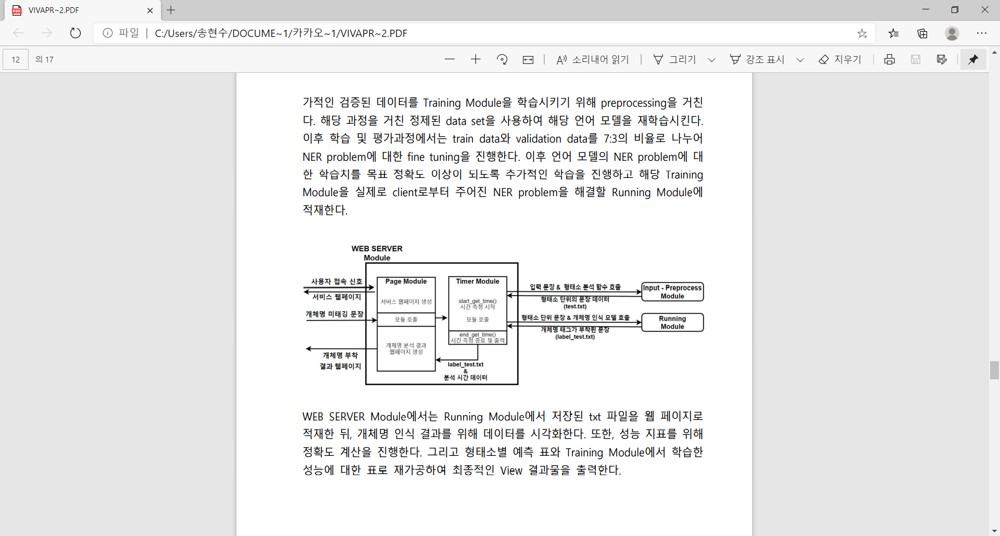 VIVAPR~2.PDF
파일 | C:/Users/송현수/DOCUME~1/카카오~1/VIVAPR~2.PDF
12 의 17
소리내어 읽기
그리기
강조 표시
지우기
가적인 검증된 데이터를 Training Module을 학습시키기 위해 preprocessing을 거친
다. 해당 과정을 거친 정제된 data set을 사용하여 해당 언어 모델을 재학습시킨다.
이후 학습 및 평가과정에서는 train data와 validation data를 7:3의 비율로 나누어
NER problem에 대한 fine tuning을 진행한다. 이후 언어 모델의 NER problem에 대
한 학습치를 목표 정확도 이상이 되도록 추가적인 학습을 진행하고 해당 Training
Module을 실제로 client로부터 주어진 NER problem을 해결할 Running Module에
적재한다.
WEB SERVER
Module
사용자 접속 신호
서비스 웹페이지
개체명 미태깅 문장
개체명 부착
결과 웹페이지
Page Module
서비스 웹페이지 생성
모듈 호출
개체명 분석 결과
웹페이지 생성
Timer Module
start_get_time()
시간 측정 시작
모듈 호출
end_get_time()
시간 측정 종료 및 출력
label_test.txt
&
분석 시간 데이터
입력 문장 & 형태소 분석 함수 호출
형태소 단위의 문장 데이터
(test.txt)
형태소 단위 문장 & 개체명 인식 모델 호출
개체명 태그가 부착된 문장
(label_test.txt)
Input - Preprocess
Module
Running
Module
WEB SERVER Module에서는 Running Module에서 저장된 txt 파일을 웹 페이지로
적재한 뒤, 개체명 인식 결과를 위해 데이터를 시각화한다. 또한, 성능 지표를 위해
정확도 계산을 진행한다. 그리고 형태소별 예측 표와 Training Module에서 학습한
성능에 대한 표로 재가공하여 최종적인 View 결과물을 출력한다.